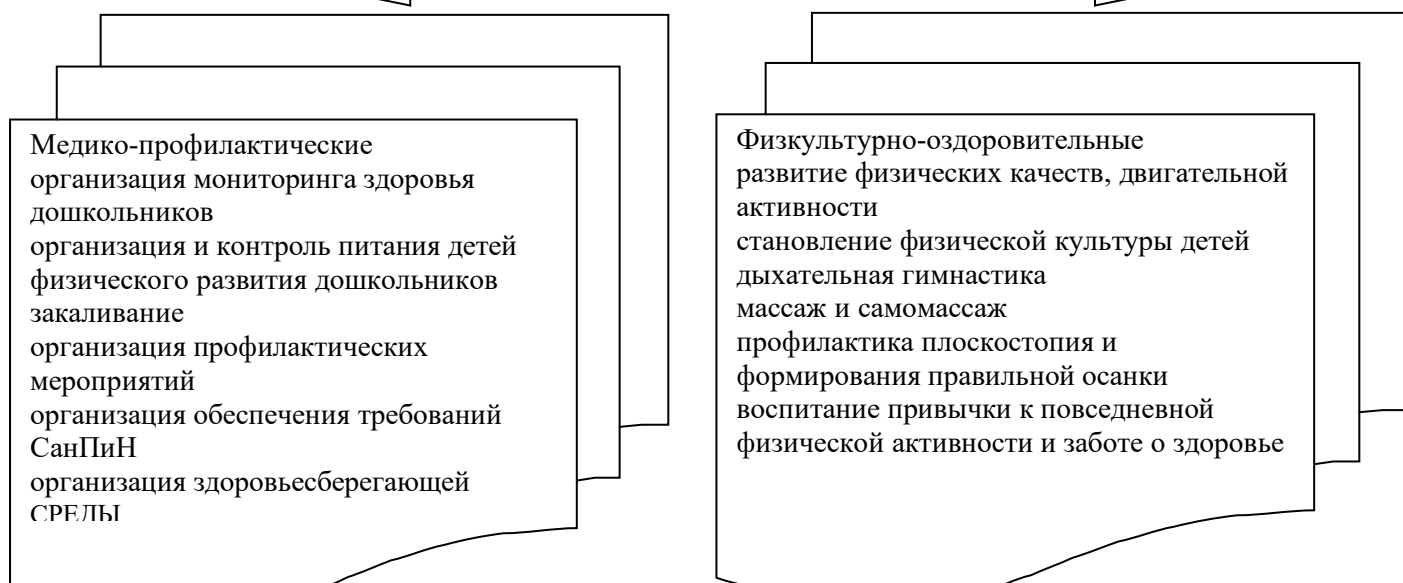 Медико-профилактические
организация мониторинга здоровья
дошкольников
организация и контроль питания детей
физического развития дошкольников
закаливание
организация профилактических
мероприятий
организация обеспечения требований
СанПиН
организация здоровьесберегающей
СРЕДЫ
Физкультурно-оздоровительные
развитие физических качеств, двигательной
активности
становление физической культуры детей
дыхательная гимнастика
массаж и самомассаж
профилактика плоскостопия и
формирования правильной осанки
воспитание привычки к повседневной
физической активности и заботе о здоровье